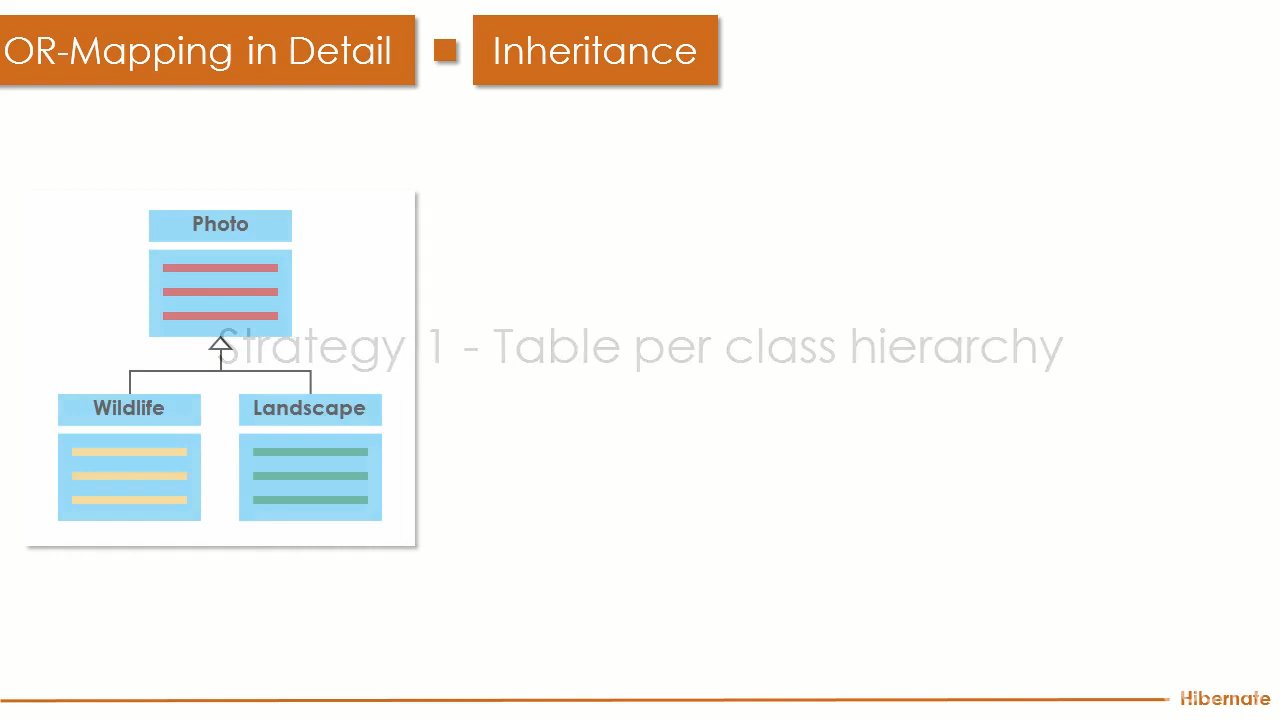 OR-Mapping in Detail
Inheritance
Photo
Strategy 1 - Table per class hierarchy
Wildlife
Landscape
Hibernate